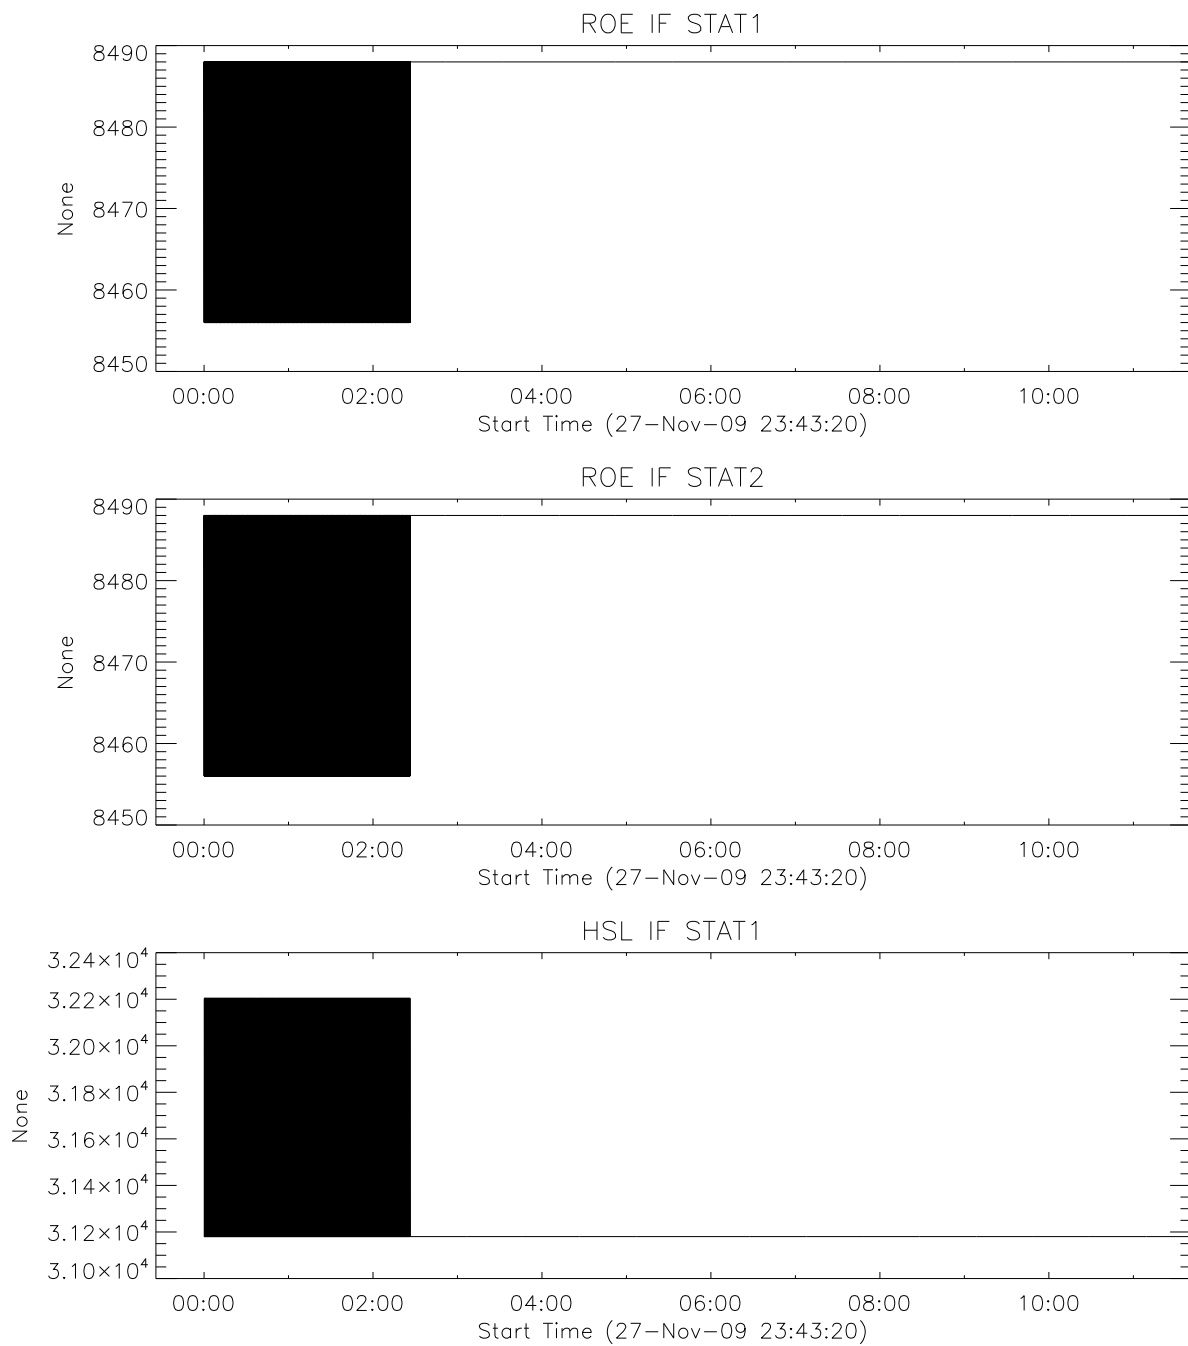 ROE IF STAT1
8490
8480
8470
8460
8450
None
00:00 02:00 04:00 06:00 08:00 10:00
Start Time (27-Nov-09 23:43:20)
ROE IF STAT2
8490
8480
8470
8460
8450
None
00:00 02:00 04:00 06:00 08:00 10:00
Start Time (27-Nov-09 23:43:20)
HSL IF STAT1
3.24×10⁴
3.22×10⁴
3.20×10⁴
3.18×10⁴
3.16×10⁴
3.14×10⁴
3.12×10⁴
3.10×10⁴
None
00:00 02:00 04:00 06:00 08:00 10:00
Start Time (27-Nov-09 23:43:20)